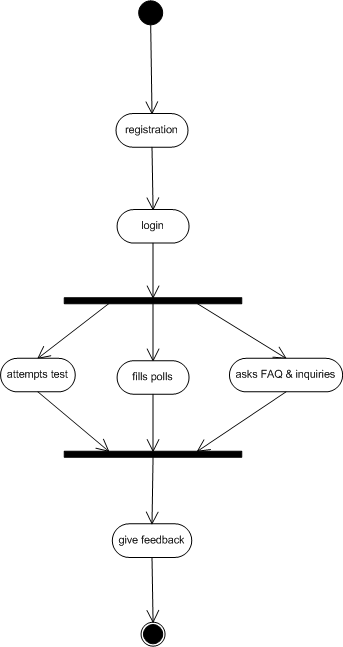 registration
login
attempts test
fills polls
asks FAQ & inquiries
give feedback